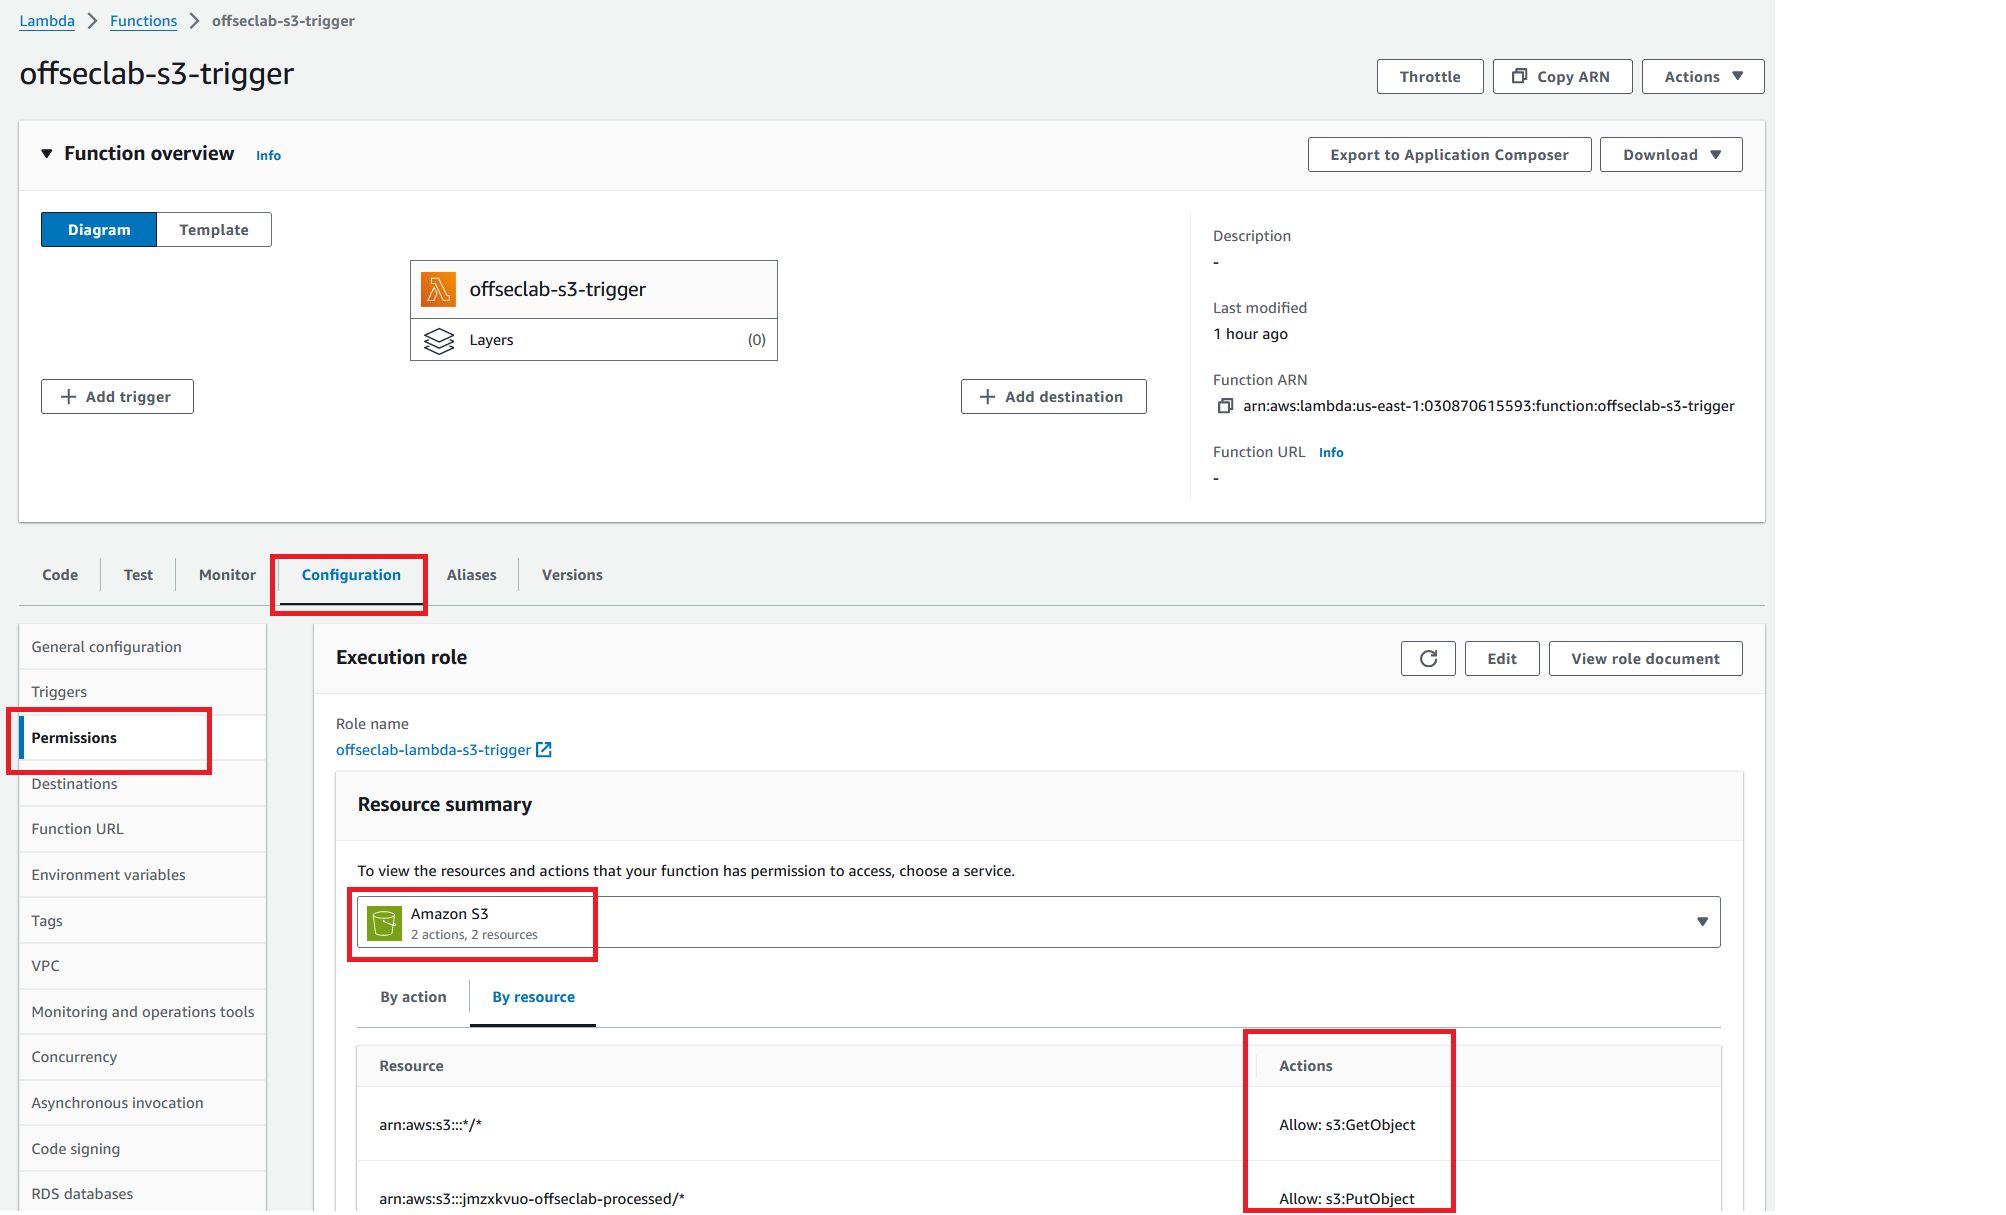 Lambda > Functions > offseclab-s3-trigger
offseclab-s3-trigger
Throttle
Copy ARN
Actions
Function overview
Info
Export to Application Composer
Download
Diagram
Template
offseclab-s3-trigger
Layers
(0)
+ Add trigger
+ Add destination
Description
-
Last modified
1 hour ago
Function ARN
arn:aws:lambda:us-east-1:030870615593:function:offseclab-s3-trigger
Function URL
Info
-
Code
Test
Monitor
Configuration
Aliases
Versions
General configuration
Triggers
Permissions
Destinations
Function URL
Environment variables
Tags
VPC
Monitoring and operations tools
Concurrency
Asynchronous invocation
Code signing
RDS databases
Execution role
Edit
View role document
Role name
offseclab-lambda-s3-trigger
Resource summary
To view the resources and actions that your function has permission to access, choose a service.
Amazon S3
2 actions, 2 resources
By action
By resource
Resource
Actions
arn:aws:s3:::*/*
Allow: s3:GetObject
arn:aws:s3:::jmzxkvuo-offseclab-processed/*
Allow: s3:PutObject